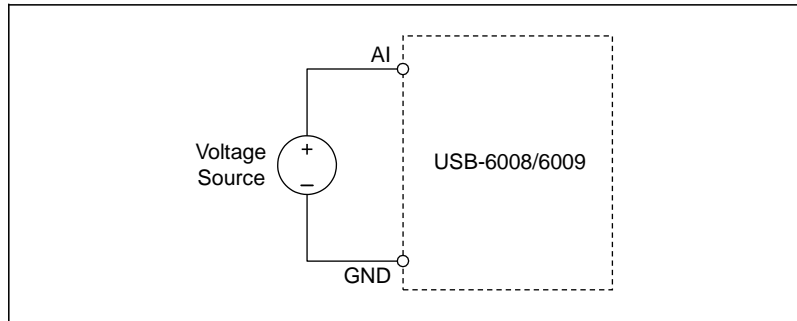 AI
Voltage
Source
+
–
USB-6008/6009
GND